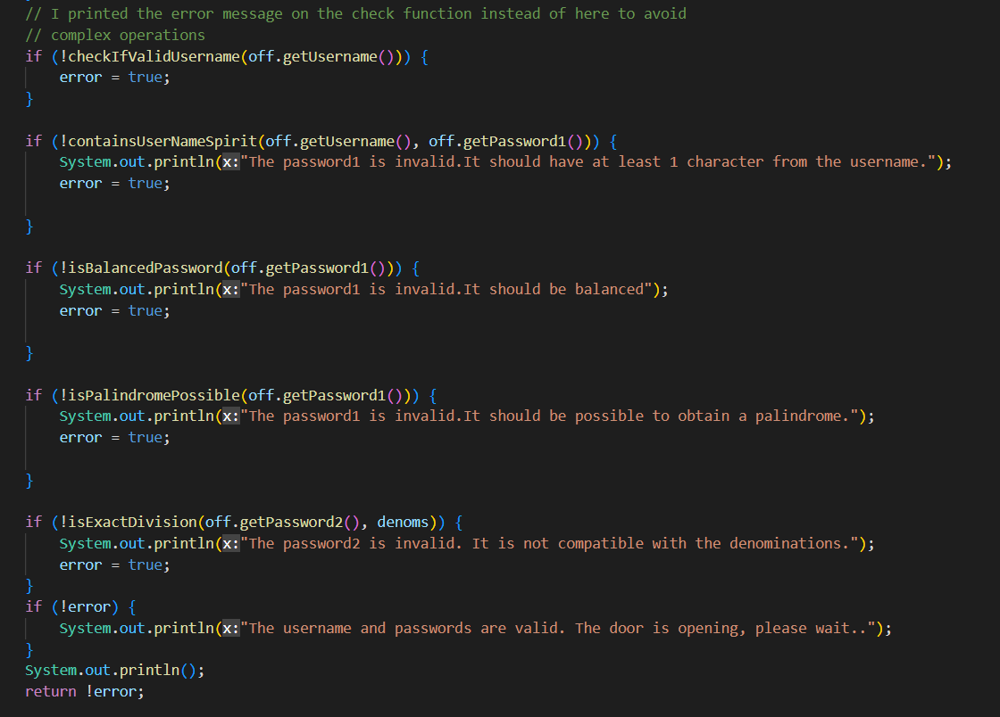 // I printed the error message on the check function instead of here to avoid
// complex operations
if (!checkIfValidUsername(off.getUsername())) {
error = true;
}
if (!containsUserNameSpirit(off.getUsername(), off.getPassword1())) {
System.out.println(x:"The password1 is invalid.It should have at least 1 character from the username.");
error = true;
}
if (!isBalancedPassword(off.getPassword1())) {
System.out.println(x:"The password1 is invalid.It should be balanced");
error = true;
}
if (!isPalindromePossible(off.getPassword1())) {
System.out.println(x:"The password1 is invalid.It should be possible to obtain a palindrome.");
error = true;
}
if (!isExactDivision(off.getPassword2(), denoms)) {
System.out.println(x:"The password2 is invalid. It is not compatible with the denominations.");
error = true;
}
if (!error) {
System.out.println(x:"The username and passwords are valid. The door is opening, please wait..");
}
System.out.println();
return !error;